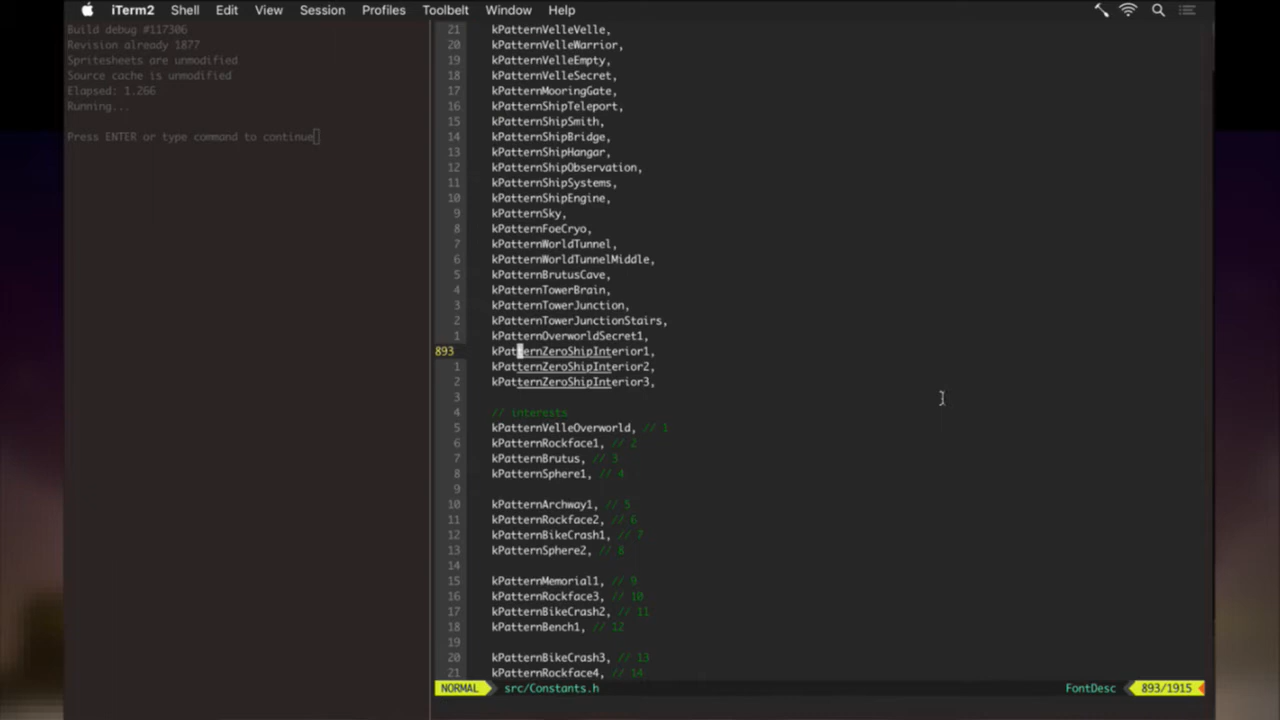 iTerm2 Shell Edit View Session Profiles Toolbelt Window Help
Build debug #117306
Revision already 1877
Spritesheets are unmodified
Source cache is unmodified
Elapsed: 1.266
Running...
Press ENTER or type command to continue
21 kPatternVelleVelle,
20 kPatternVelleWarrior,
19 kPatternVelleEmpty,
18 kPatternVelleSecret,
17 kPatternMooringGate,
16 kPatternShipTeleport,
15 kPatternShipSmith,
14 kPatternShipBridge,
13 kPatternShipHangar,
12 kPatternShipObservation,
11 kPatternShipSystems,
10 kPatternShipEngine,
9 kPatternSky,
8 kPatternFoeCryo,
7 kPatternWorldTunnel,
6 kPatternWorldTunnelMiddle,
5 kPatternBrutusCave,
4 kPatternTowerBrain,
3 kPatternTowerJunction,
2 kPatternTowerJunctionStairs,
1 kPatternOverworldSecret1,
893 kPatternZeroShipInterior1,
1 kPatternZeroShipInterior2,
2 kPatternZeroShipInterior3,
3
4 // interests
5 kPatternVelleOverworld, // 1
6 kPatternRockface1, // 2
7 kPatternBrutus, // 3
8 kPatternSphere1, // 4
9
10 kPatternArchway1, // 5
11 kPatternRockface2, // 6
12 kPatternBikeCrash1, // 7
13 kPatternSphere2, // 8
14
15 kPatternMemorial1, // 9
16 kPatternRockface3, // 10
17 kPatternBikeCrash2, // 11
18 kPatternBench1, // 12
19
20 kPatternBikeCrash3, // 13
21 kPatternRockface4, // 14
NORMAL src/Constants.h FontDesc 893/1915